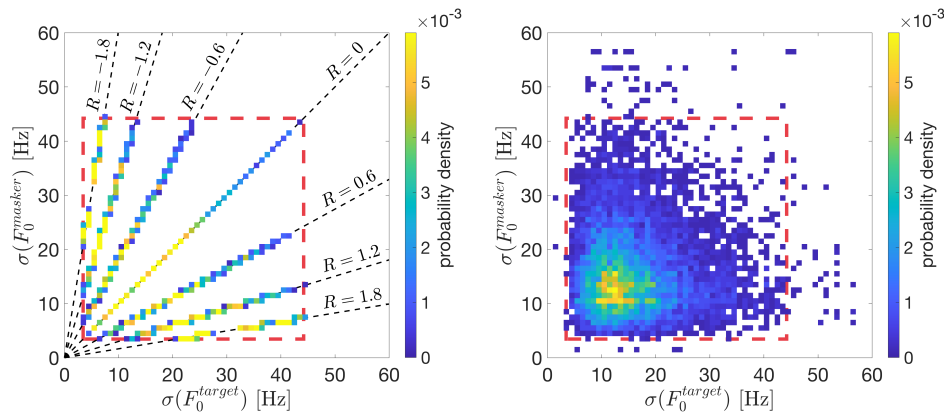 ×10⁻³
×10⁻³
R=−1.8
R=−1.2
R=−0.6
R=0
R=0.6
R=1.2
R=1.8
60
50
40
30
20
10
0
σ(F₀^masker) [Hz]
0 10 20 30 40 50 60
σ(F₀^target) [Hz]
5
4
3
2
1
0
probability density
60
50
40
30
20
10
0
σ(F₀^masker) [Hz]
0 10 20 30 40 50 60
σ(F₀^target) [Hz]
5
4
3
2
1
0
probability density